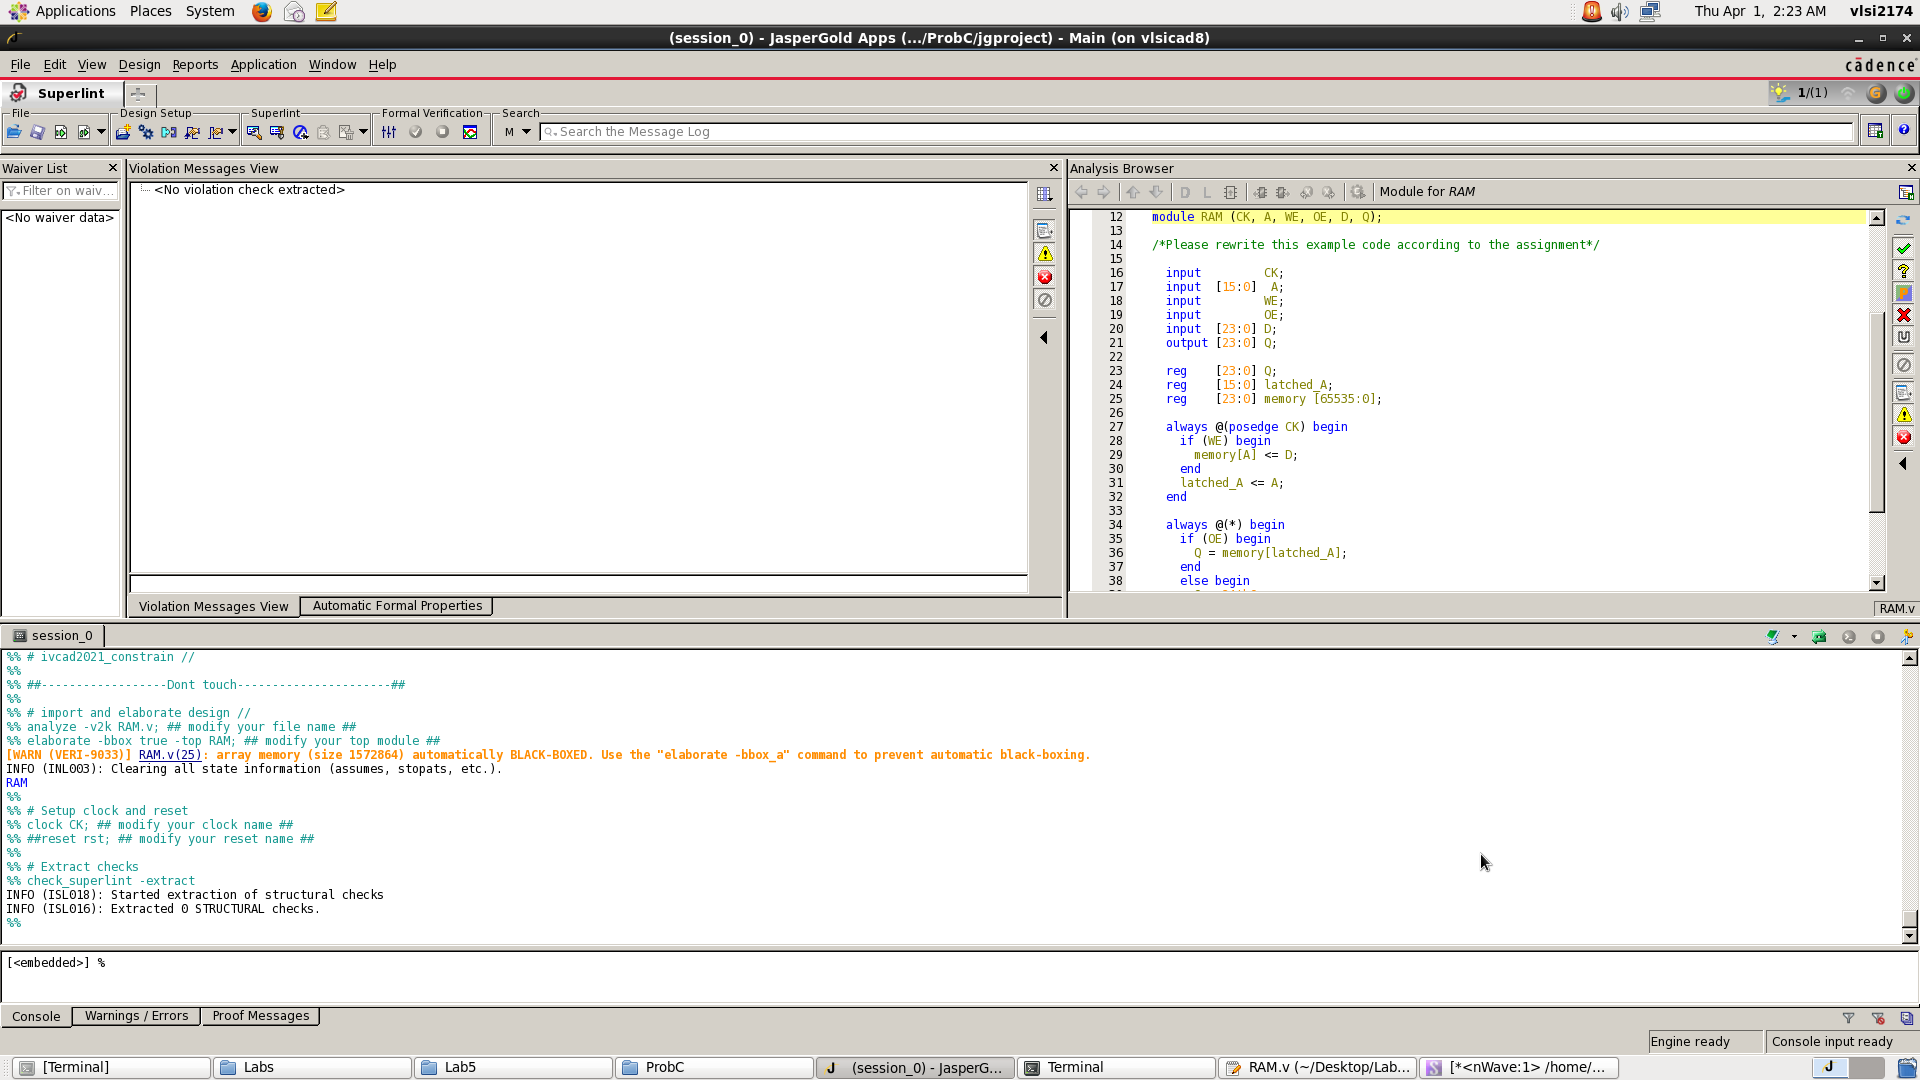 Applications Places System
Thu Apr 1, 2:23 AM vlsi2174
(session_0) - JasperGold Apps (.../ProbC/jgproject) - Main (on vlsicad8)
File Edit View Design Reports Application Window Help
cādence
Superlint
1/(1)
File Design Setup Superlint Formal Verification Search
M Search the Message Log
Waiver List
Filter on waiv...
<No waiver data>
Violation Messages View
<No violation check extracted>
Violation Messages View Automatic Formal Properties
Analysis Browser
D L Module for RAM
12 module RAM (CK, A, WE, OE, D, Q);
13
14 /*Please rewrite this example code according to the assignment*/
15
16 input CK;
17 input [15:0] A;
18 input WE;
19 input OE;
20 input [23:0] D;
21 output [23:0] Q;
22
23 reg [23:0] Q;
24 reg [15:0] latched_A;
25 reg [23:0] memory [65535:0];
26
27 always @(posedge CK) begin
28 if (WE) begin
29 memory[A] <= D;
30 end
31 latched_A <= A;
32 end
33
34 always @(*) begin
35 if (OE) begin
36 Q = memory[latched_A];
37 end
38 else begin
RAM.v
session_0
%% # ivcad2021_constrain //
%%
%% ##------------------Dont touch----------------------##
%%
%% # import and elaborate design //
%% analyze -v2k RAM.v; ## modify your file name ##
%% elaborate -bbox true -top RAM; ## modify your top module ##
[WARN (VERI-9033)] RAM.v(25): array memory (size 1572864) automatically BLACK-BOXED. Use the "elaborate -bbox_a" command to prevent automatic black-boxing.
INFO (INL003): Clearing all state information (assumes, stopats, etc.).
RAM
%%
%% # Setup clock and reset
%% clock CK; ## modify your clock name ##
%% ##reset rst; ## modify your reset name ##
%%
%% # Extract checks
%% check_superlint -extract
INFO (ISL018): Started extraction of structural checks
INFO (ISL016): Extracted 0 STRUCTURAL checks.
%%
[<embedded>] %
Console Warnings / Errors Proof Messages
Engine ready Console input ready
[Terminal] Labs Lab5 ProbC (session_0) - JasperG... Terminal RAM.v (~/Desktop/Lab... [*<nWave:1> /home/...